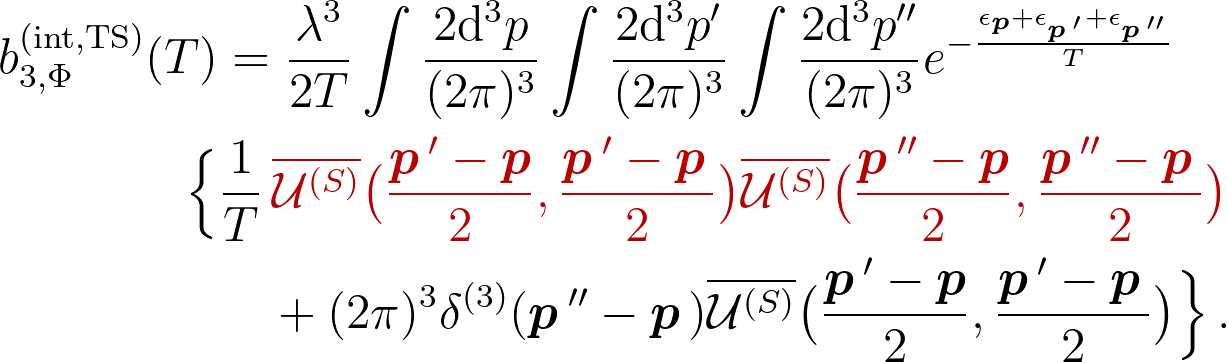 b_{3,\Phi}^{(\mathrm{int,TS})}(T) = \frac{\lambda^3}{2T} \int \frac{2\mathrm{d}^3p}{(2\pi)^3} \int \frac{2\mathrm{d}^3p'}{(2\pi)^3} \int \frac{2\mathrm{d}^3p''}{(2\pi)^3} e^{-\frac{\epsilon_{\boldsymbol{p}}+\epsilon_{\boldsymbol{p}\,'}+\epsilon_{\boldsymbol{p}\,''}}{T}}
\Big\{ \frac{1}{T} \overline{\mathcal{U}^{(S)}}\big(\frac{\boldsymbol{p}\,'-\boldsymbol{p}}{2}, \frac{\boldsymbol{p}\,'-\boldsymbol{p}}{2}\big) \overline{\mathcal{U}^{(S)}}\big(\frac{\boldsymbol{p}\,''-\boldsymbol{p}}{2}, \frac{\boldsymbol{p}\,''-\boldsymbol{p}}{2}\big)
+ (2\pi)^3 \delta^{(3)}(\boldsymbol{p}\,''-\boldsymbol{p}\,) \overline{\mathcal{U}^{(S)}}\big(\frac{\boldsymbol{p}\,'-\boldsymbol{p}}{2}, \frac{\boldsymbol{p}\,'-\boldsymbol{p}}{2}\big) \Big\} .